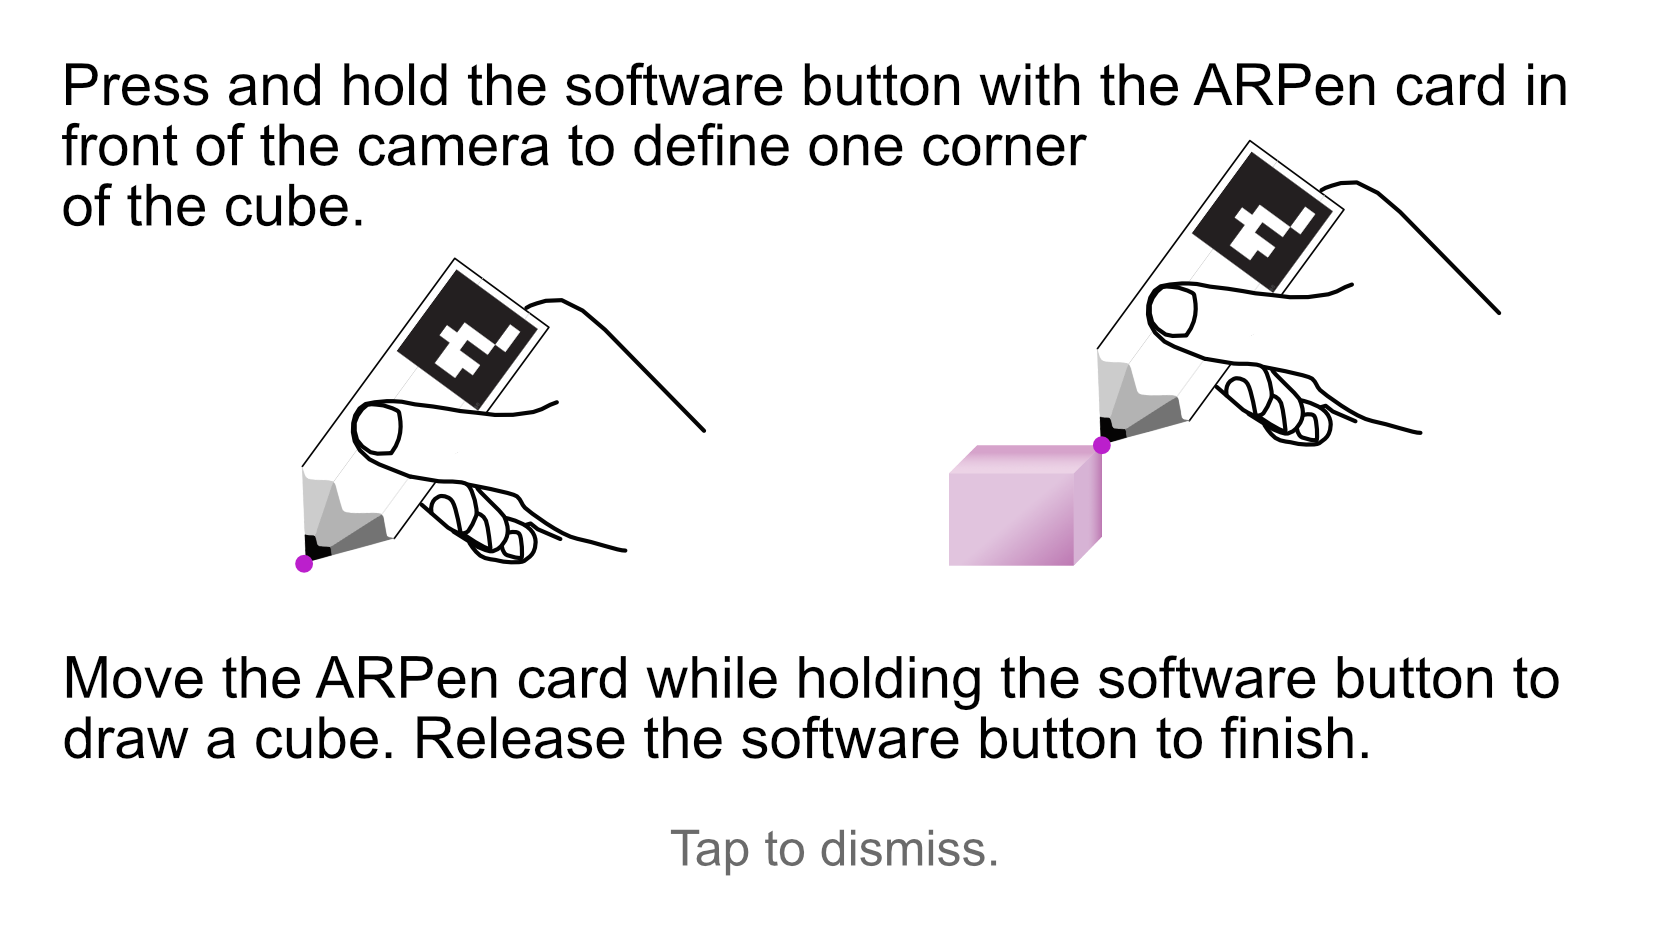 Press and hold the software button with the ARPen card in
front of the camera to define one corner
of the cube.
Move the ARPen card while holding the software button to
draw a cube. Release the software button to finish.
Tap to dismiss.